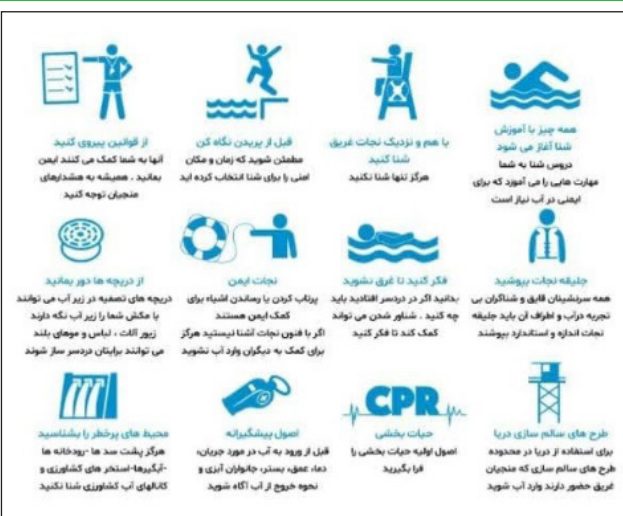 همه چیز با آموزش
شنا آغاز می شود
دروس شنا به شما
مهارت هایی را می آموزد که برای
ایمنی در آب نیاز است
با هم و نزدیک نجات غریق
شنا کنید
هرگز تنها شنا نکنید
قبل از پریدن نگاه کن
مطمئن شوید که زمان و مکان
امنی را برای شنا انتخاب کرده اید
از قوانین پیروی کنید
آنها به شما کمک می کنند ایمن
بمانید . همیشه به هشدارهای
منجیان توجه کنید
جلیقه نجات بپوشید
همه سرنشینان قایق و شناگران بی
تجربه درآب و اطراف آن باید جلیقه
نجات اندازه و استاندارد بپوشند
فکر کنید تا غرق نشوید
بدانید اگر در دردسر افتادید باید
چه کنید . شناور شدن می تواند
کمک کند تا فکر کنید
نجات ایمن
پرتاب کردن یا رساندن اشیاء برای
کمک ایمن هستند
اگر با فنون نجات آشنا نیستید هرگز
برای کمک به دیگران وارد آب نشوید
از دریچه ها دور بمانید
دریچه های تصفیه در زیر آب می توانند
با مکش شما را زیر آب نگه دارند
زیور آلات ، لباس و موهای بلند
می توانند برایتان دردسر ساز شوند
طرح های سالم سازی دریا
برای استفاده از دریا در محدوده
طرح های سالم سازی که منجیان
غریق حضور دارند وارد آب شوید
CPR
حیات بخشی
اصول اولیه حیات بخشی را
فرا بگیرید
اصول پیشگیرانه
قبل از ورود به آب در مورد جریان،
دما، عمق، بستر، جانوران آبزی و
نحوه خروج از آب آگاه شوید
محیط های پرخطر را بشناسید
هرگز پشت سد ها -رودخانه ها
-آبگیرها-استخر های کشاورزی و
کانالهای آب کشاورزی شنا نکنید